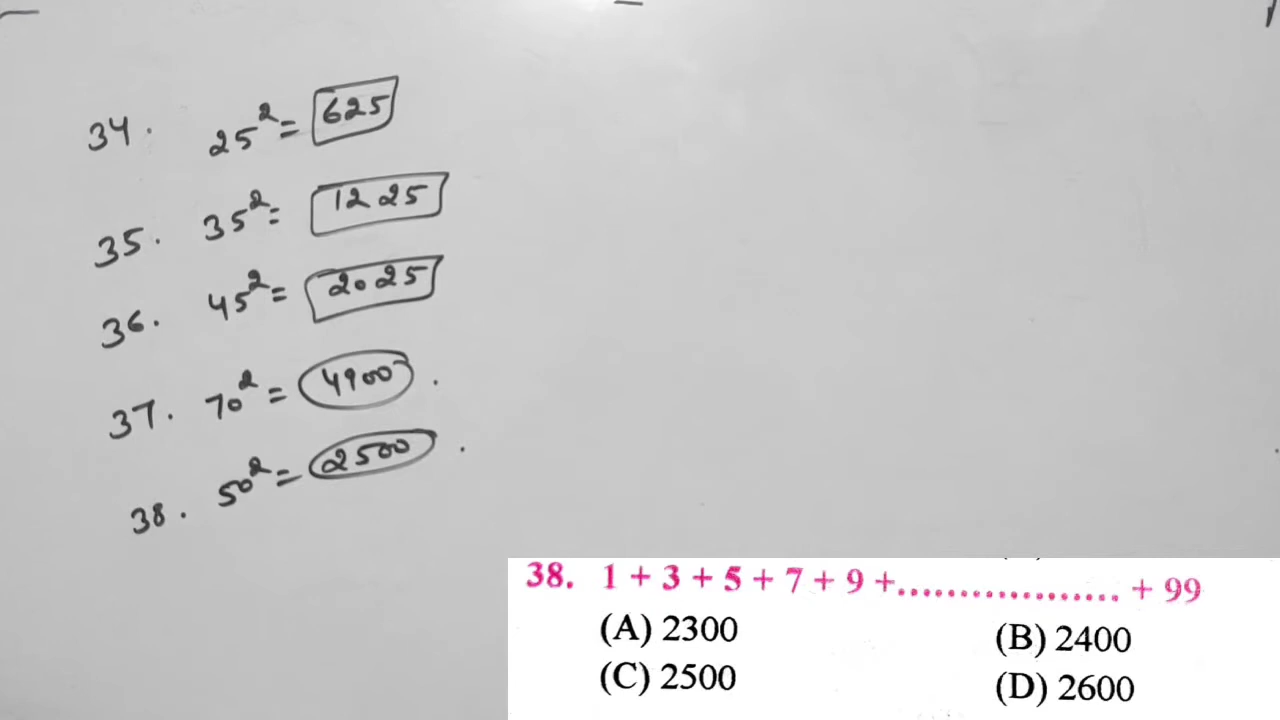 34. 25² = 625
35. 35² = 1225
36. 45² = 2025
37. 70² = 4900.
38. 50² = 2500.
38. 1 + 3 + 5 + 7 + 9 +.................. + 99
(A) 2300 (B) 2400
(C) 2500 (D) 2600